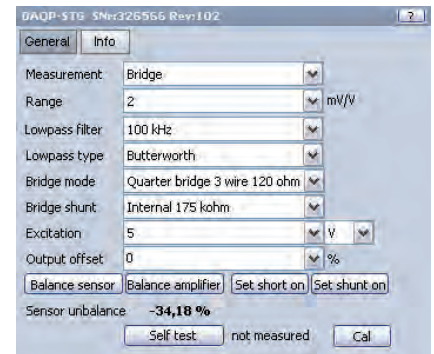 DAQP-STG SNr:326566 Rev:102 ?
General Info
Measurement Bridge
Range 2 mV/V
Lowpass filter 100 kHz
Lowpass type Butterworth
Bridge mode Quarter bridge 3 wire 120 ohm
Bridge shunt Internal 175 kohm
Excitation 5 V
Output offset 0 %
Balance sensor Balance amplifier Set short on Set shunt on
Sensor unbalance -34,18 %
Self test not measured Cal